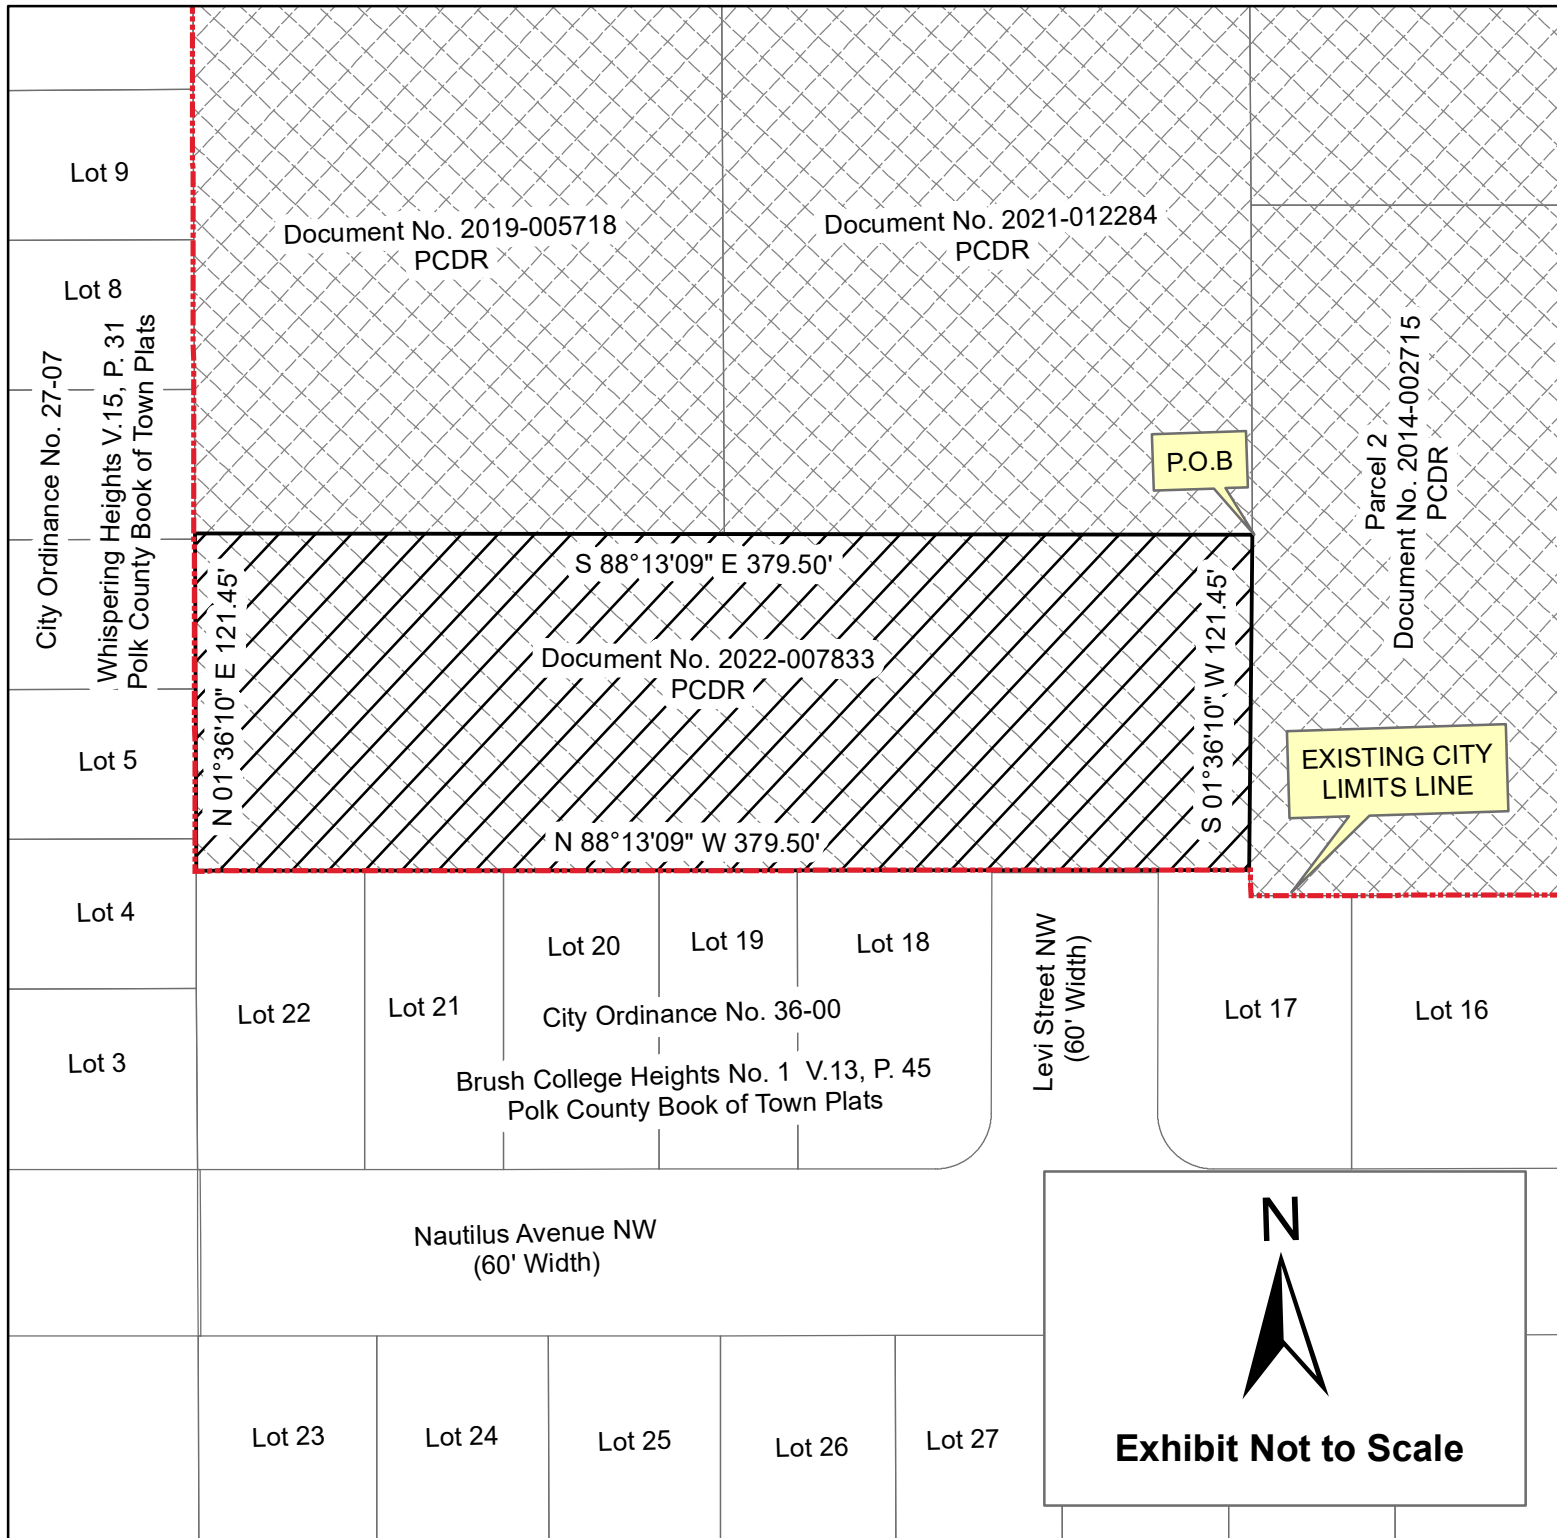 Lot 9
Document No. 2019-005718
PCDR
Document No. 2021-012284
PCDR
Lot 8
City Ordinance No. 27-07
Whispering Heights V.15, P. 31
Polk County Book of Town Plats
Parcel 2
Document No. 2014-002715
PCDR
P.O.B
S 88°13'09" E 379.50'
N 01°36'10" E 121.45'
Document No. 2022-007833
PCDR
S 01°36'10" W 121.45'
Lot 5
EXISTING CITY
LIMITS LINE
N 88°13'09" W 379.50'
Lot 4
Lot 20
Lot 19
Lot 18
Levi Street NW
(60' Width)
Lot 22
Lot 21
City Ordinance No. 36-00
Lot 17
Lot 16
Lot 3
Brush College Heights No. 1 V.13, P. 45
Polk County Book of Town Plats
Nautilus Avenue NW
(60' Width)
N
Lot 23
Lot 24
Lot 25
Lot 26
Lot 27
Exhibit Not to Scale